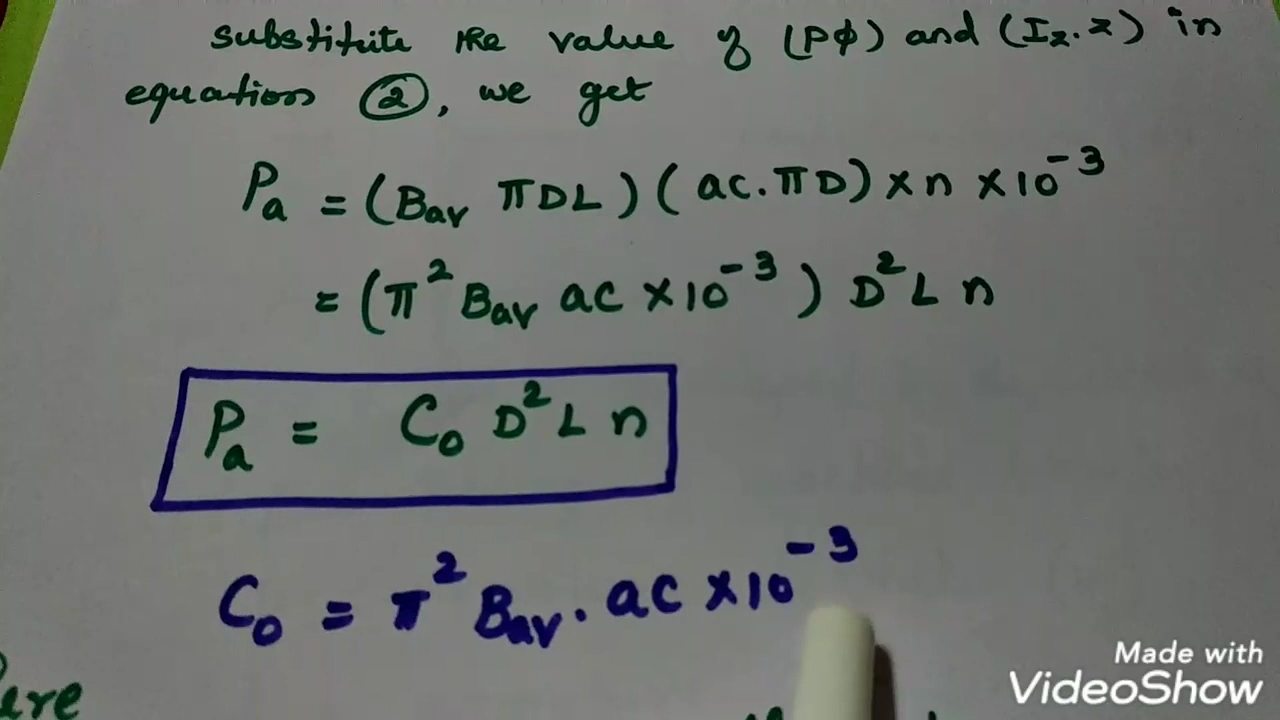 substitute the value of (Pφ) and (Iz.z) in
equation ②, we get
Pa = (Bav πDL) (ac.πD) × n × 10⁻³
= (π² Bav ac × 10⁻³) D² L n
Pa = C₀ D² L n
C₀ = π² Bav. ac × 10⁻³
Made with
VideoShow